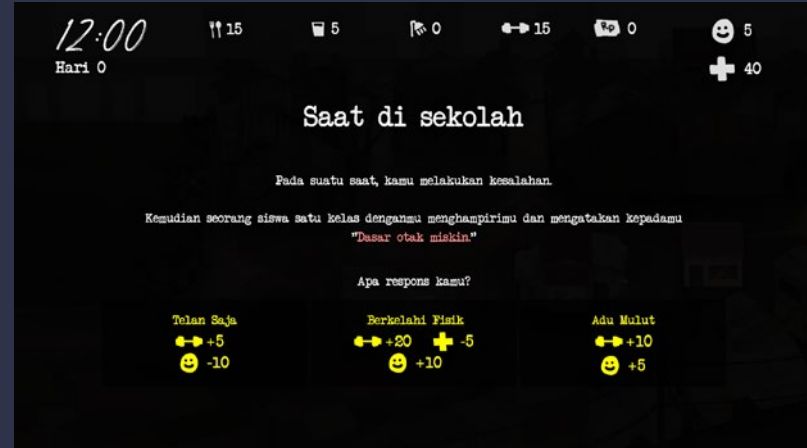 12:00
Hari 0
15
5
0
15
Rp 0
5
40
Saat di sekolah
Pada suatu saat, kamu melakukan kesalahan.
Kemudian seorang siswa satu kelas denganmu menghampirimu dan mengatakan kepadamu
"Dasar otak miskin."
Apa respons kamu?
Telan Saja
+5
-10
Berkelahi Fisik
+20 -5
+10
Adu Mulut
+10
+5